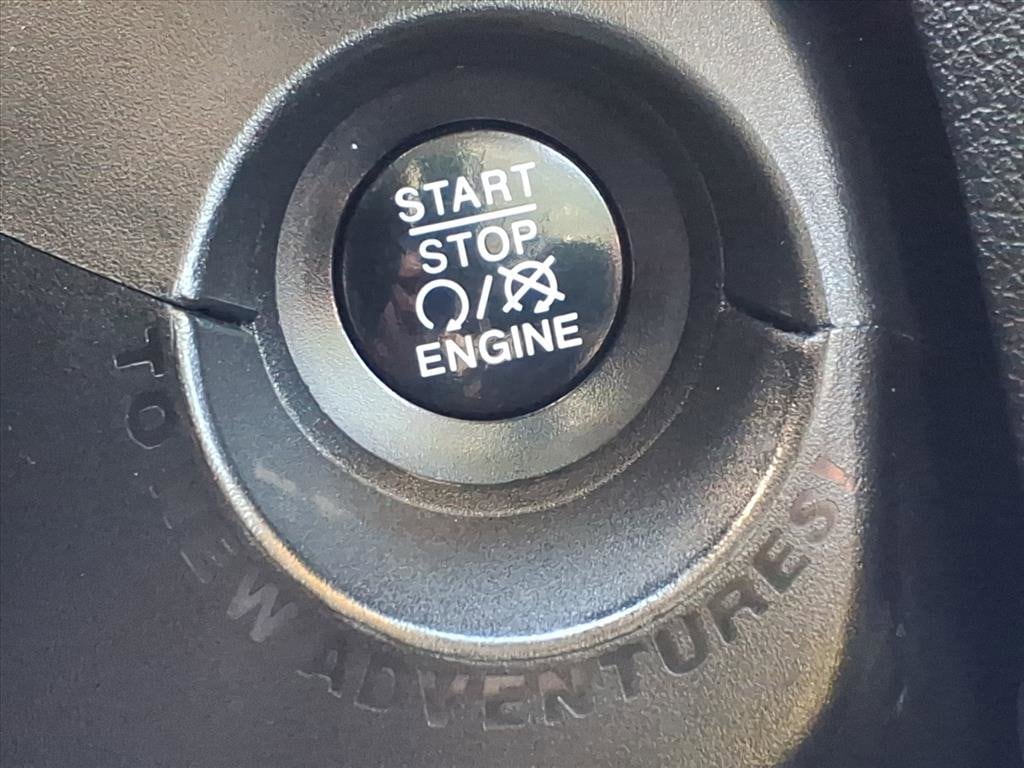 START
STOP
/
ENGINE
TO NEW ADVENTURES!